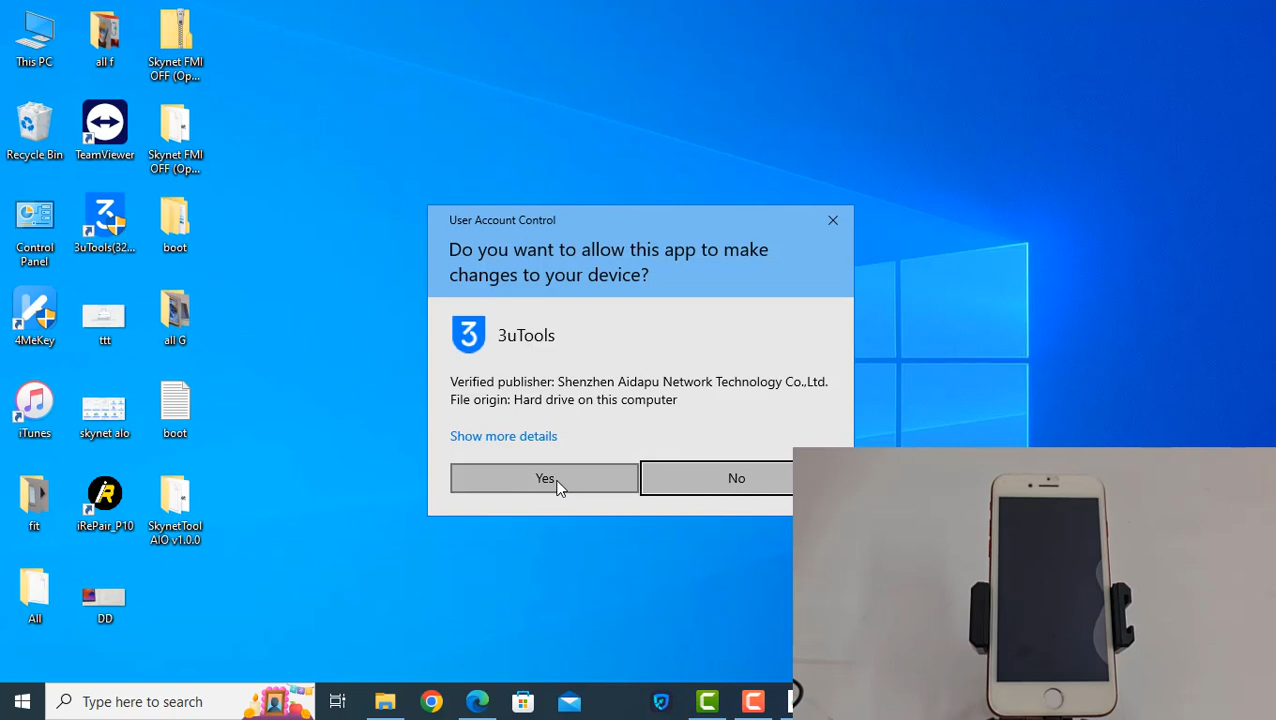 This PC
all f
Skynet FMI
OFF (Op...
Recycle Bin
TeamViewer
Skynet FMI
OFF (Op...
Control
Panel
3
3uTools(32...
boot
4MeKey
ttt
all G
iTunes
skynet alo
boot
fit
iRePair_P10
SkynetTool
AIO v1.0.0
All
DD
User Account Control
Do you want to allow this app to make
changes to your device?
3
3uTools
Verified publisher: Shenzhen Aidapu Network Technology Co.,Ltd.
File origin: Hard drive on this computer
Show more details
Yes
No
Type here to search
C
C